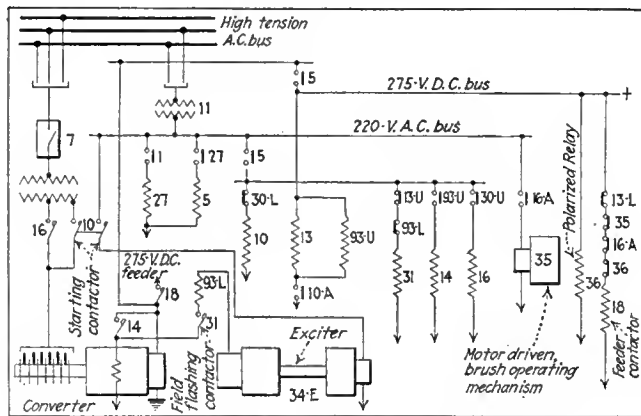 High tension
A.C. bus
15
275-V. D.C. bus
+
11
7
220-V. A.C. bus
11
127
15
13-U
193-U
130-U
16-A
Polarized Relay
13-L
35
16-A
36
30-L
93-L
27
5
10
13
93-U
31
14
16
35
36
18
16
10
Starting contactor
275-V. D.C. feeder
18
93-L
110-A
14
31
Field flashing contactor
Exciter
34-E
Motor driven,
brush operating
mechanism
Feeder contactor
Converter